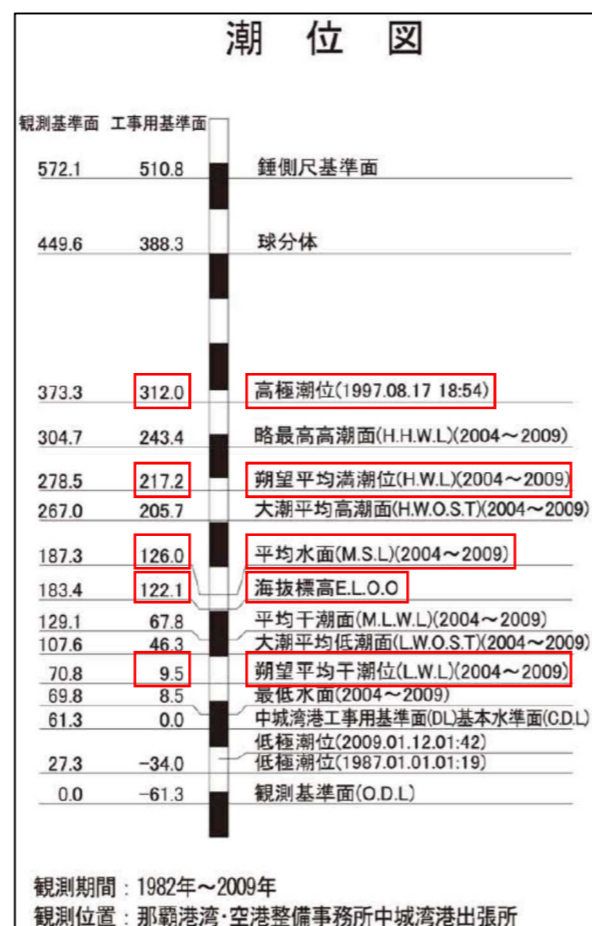 潮 位 図
観測基準面 工事用基準面
572.1 510.8 錘側尺基準面
449.6 388.3 球分体
373.3 312.0 高極潮位(1997.08.17 18:54)
304.7 243.4 略最高高潮面(H.H.W.L)(2004～2009)
278.5 217.2 朔望平均満潮位(H.W.L)(2004～2009)
267.0 205.7 大潮平均高潮面(H.W.O.S.T)(2004～2009)
187.3 126.0 平均水面(M.S.L)(2004～2009)
183.4 122.1 海抜標高E.L.O.O
129.1 67.8 平均干潮面(M.L.W.L)(2004～2009)
107.6 46.3 大潮平均低潮面(L.W.O.S.T)(2004～2009)
70.8 9.5 朔望平均干潮位(L.W.L)(2004～2009)
69.8 8.5 最低水面(2004～2009)
61.3 0.0 中城湾港工事用基準面(DL)基本水準面(C.D.L)
低極潮位(2009.01.12.01:42)
27.3 -34.0 低極潮位(1987.01.01.01:19)
0.0 -61.3 観測基準面(O.D.L)
観測期間：1982年～2009年
観測位置：那覇港湾・空港整備事務所中城湾港出張所